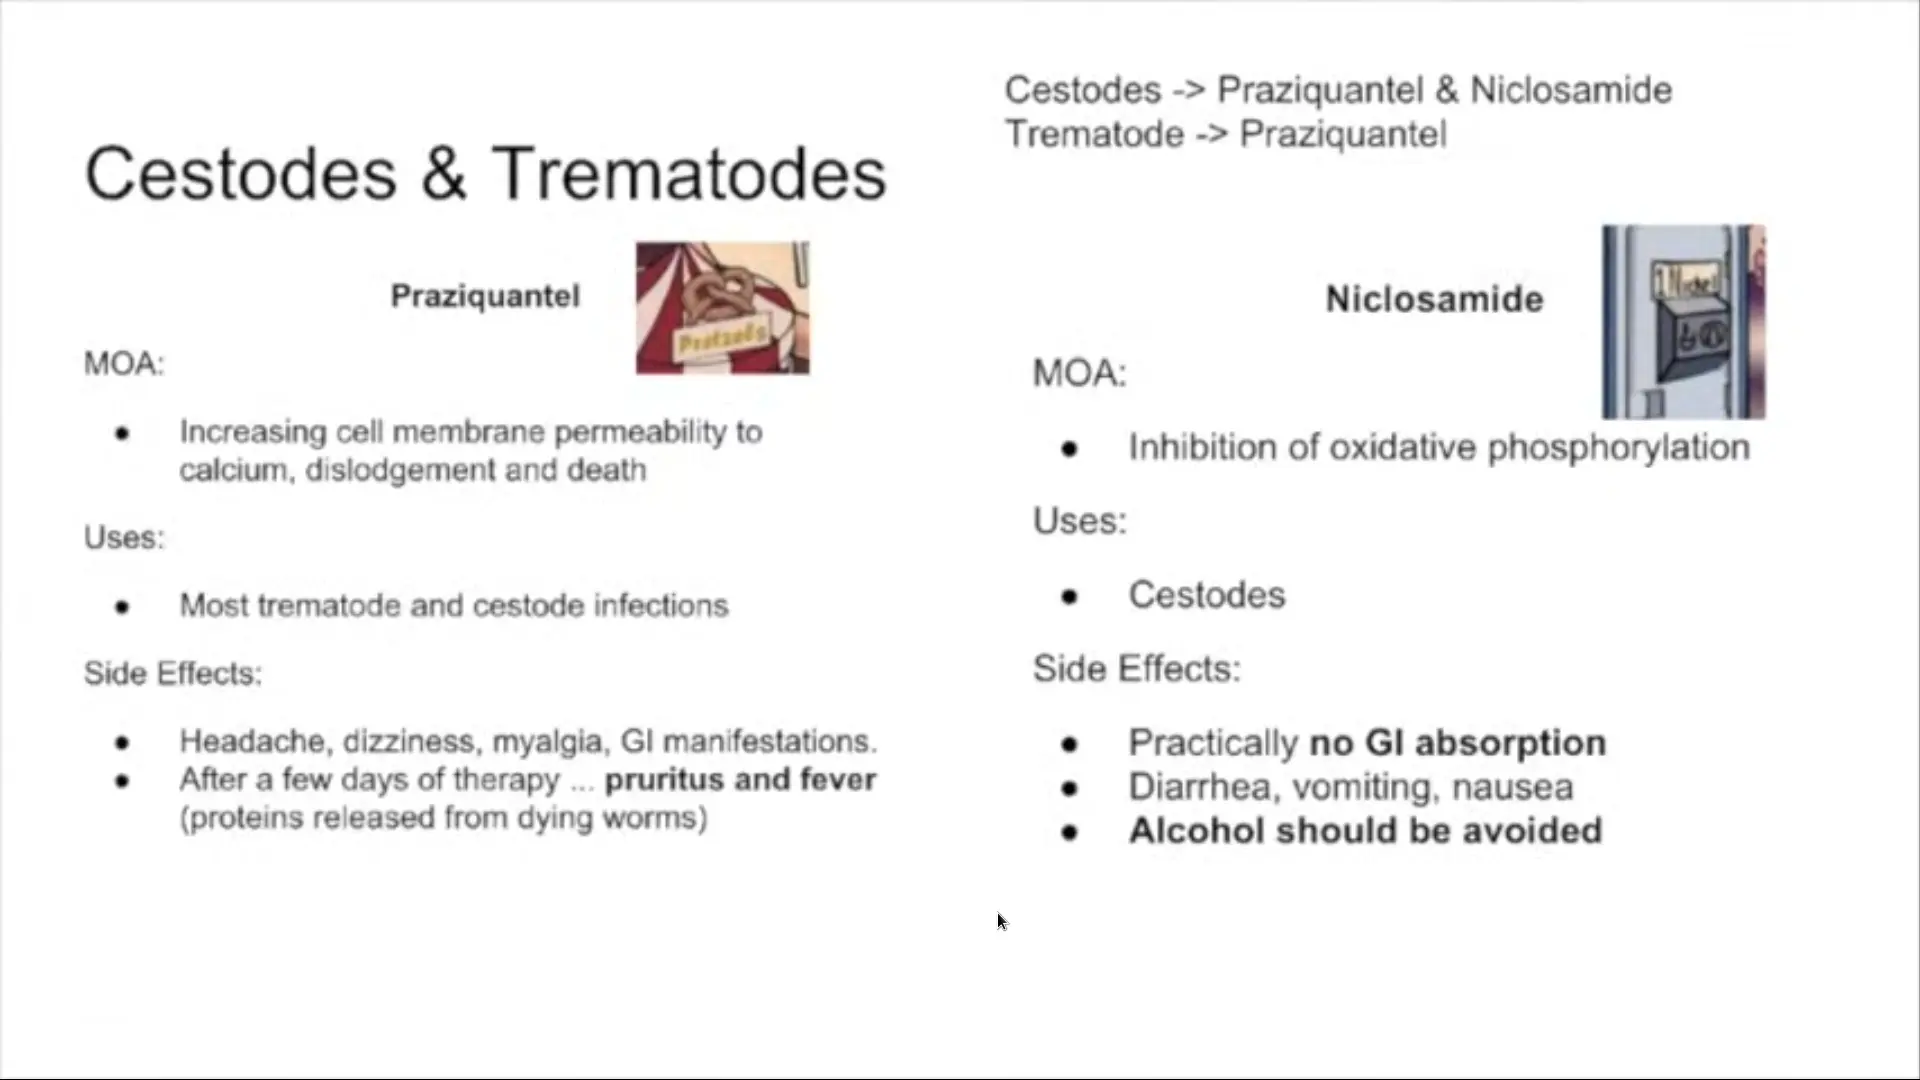 Cestodes -> Praziquantel & Niclosamide
Trematode -> Praziquantel
Cestodes & Trematodes
Praziquantel
Pretzels
MOA:
● Increasing cell membrane permeability to
calcium, dislodgement and death
Uses:
● Most trematode and cestode infections
Side Effects:
● Headache, dizziness, myalgia, GI manifestations.
● After a few days of therapy ... pruritus and fever
(proteins released from dying worms)
Niclosamide
1 Nickel
MOA:
● Inhibition of oxidative phosphorylation
Uses:
● Cestodes
Side Effects:
● Practically no GI absorption
● Diarrhea, vomiting, nausea
● Alcohol should be avoided